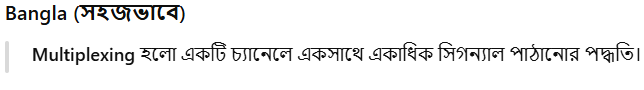 Bangla (সহজভাবে)
Multiplexing হলো একটি চ্যানেলে একসাথে একাধিক সিগন্যাল পাঠানোর পদ্ধতি।